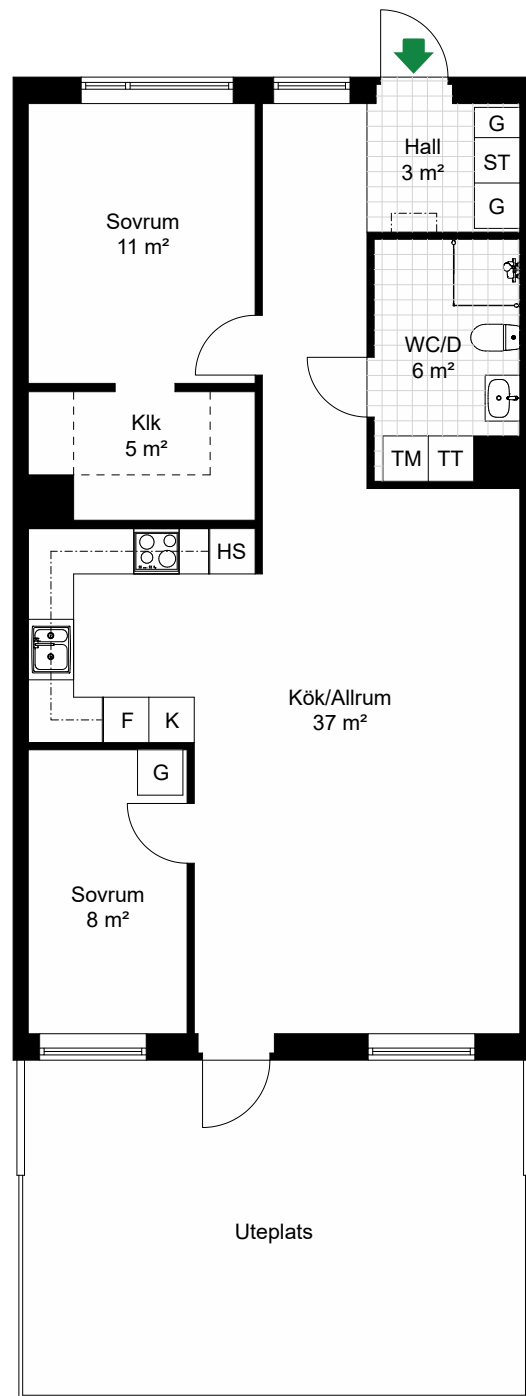 G
Hall
3 m²
ST
G
Sovrum
11 m²
WC/D
6 m²
Klk
5 m²
TM TT
HS
Kök/Allrum
37 m²
F K
G
Sovrum
8 m²
Uteplats